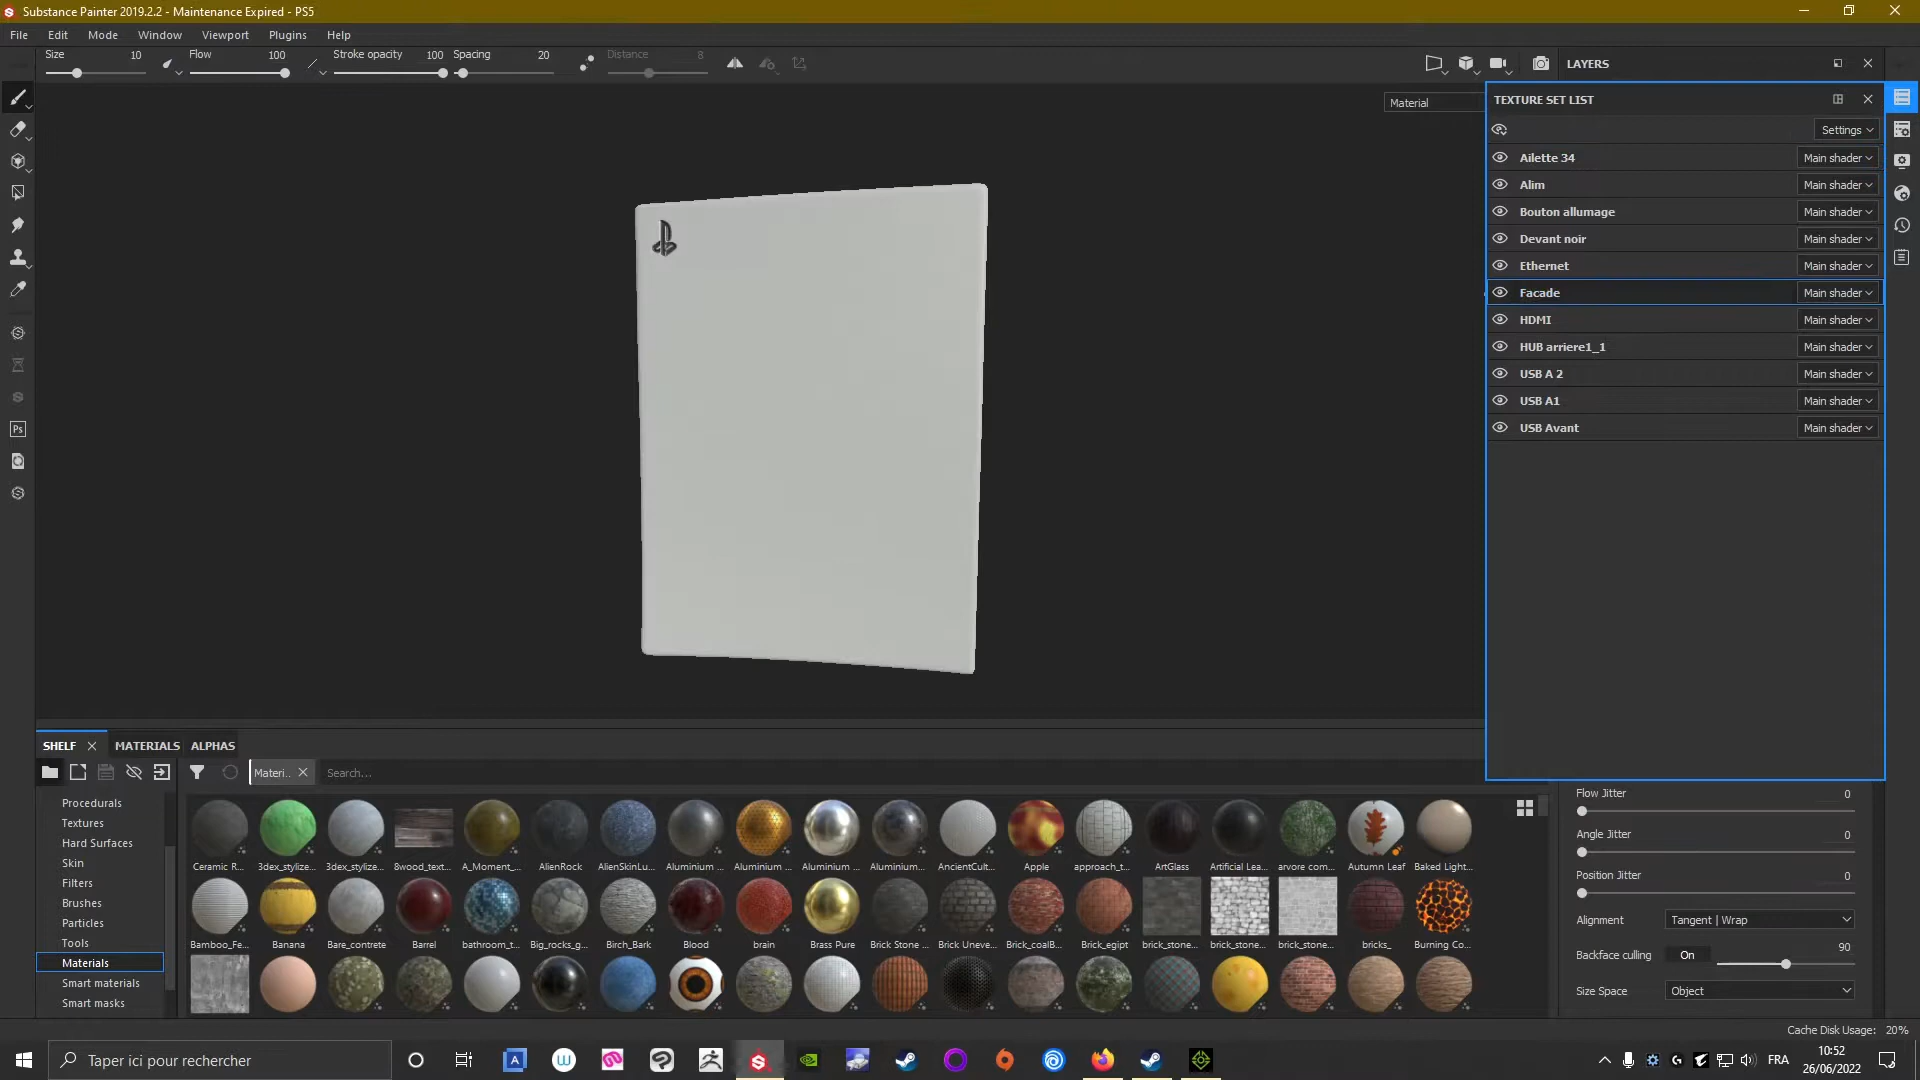 Substance Painter 2019.2.2 - Maintenance Expired - PS5
File Edit Mode Window Viewport Plugins Help
Size 10 Flow 100 Stroke opacity 100 Spacing 20 Distance 8
LAYERS
Material
TEXTURE SET LIST
Settings
Ailette 34 Main shader
Alim Main shader
Bouton allumage Main shader
Devant noir Main shader
Ethernet Main shader
Facade Main shader
HDMI Main shader
HUB arriere1_1 Main shader
USB A 2 Main shader
USB A1 Main shader
USB Avant Main shader
Ps
SHELF MATERIALS ALPHAS
Materi.. Search...
Procedurals
Textures
Hard Surfaces
Skin
Filters
Brushes
Particles
Tools
Materials
Smart materials
Smart masks
Ceramic R... 3dex_stylize... 3dex_stylize... 8wood_text... A_Moment_... AlienRock AlienSkinLu... Aluminium ... Aluminium ... Aluminium ... Aluminium... AncientCult... Apple approach_t... ArtGlass Artificial Lea... arvore com... Autumn Leaf Baked Light...
Bamboo_Fe... Banana Bare_contrete Barrel bathroom_t... Big_rocks_g... Birch_Bark Blood brain Brass Pure Brick Stone ... Brick Uneve... Brick_coalB... Brick_egipt brick_stone... brick_stone... brick_stone... bricks_ Burning Co...
Flow Jitter 0
Angle Jitter 0
Position Jitter 0
Alignment Tangent | Wrap
Backface culling On 90
Size Space Object
Cache Disk Usage: 20%
Taper ici pour rechercher
FRA
10:52
26/06/2022